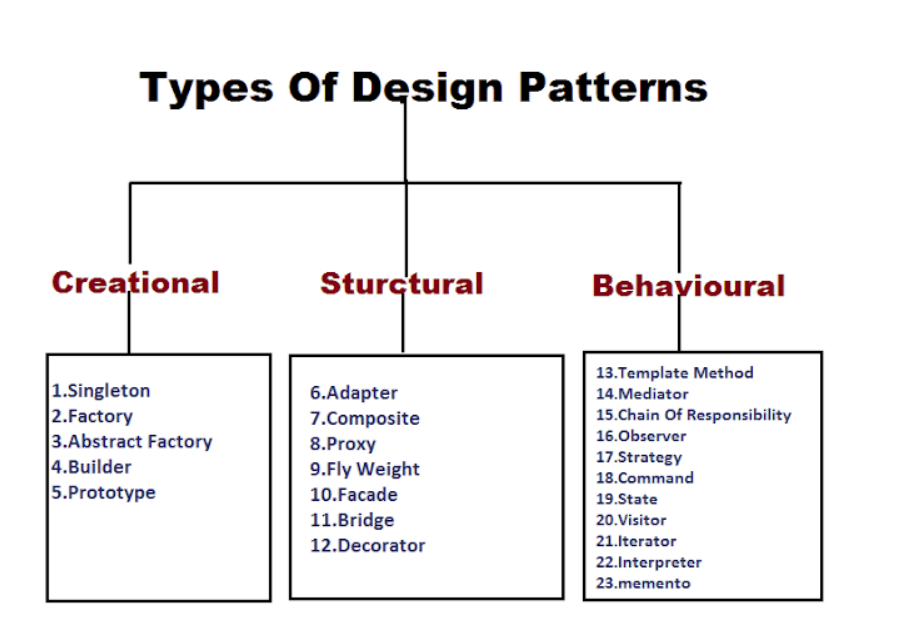 Types Of Design Patterns
Creational
Sturctural
Behavioural
1.Singleton
2.Factory
3.Abstract Factory
4.Builder
5.Prototype
6.Adapter
7.Composite
8.Proxy
9.Fly Weight
10.Facade
11.Bridge
12.Decorator
13.Template Method
14.Mediator
15.Chain Of Responsibility
16.Observer
17.Strategy
18.Command
19.State
20.Visitor
21.Iterator
22.Interpreter
23.memento